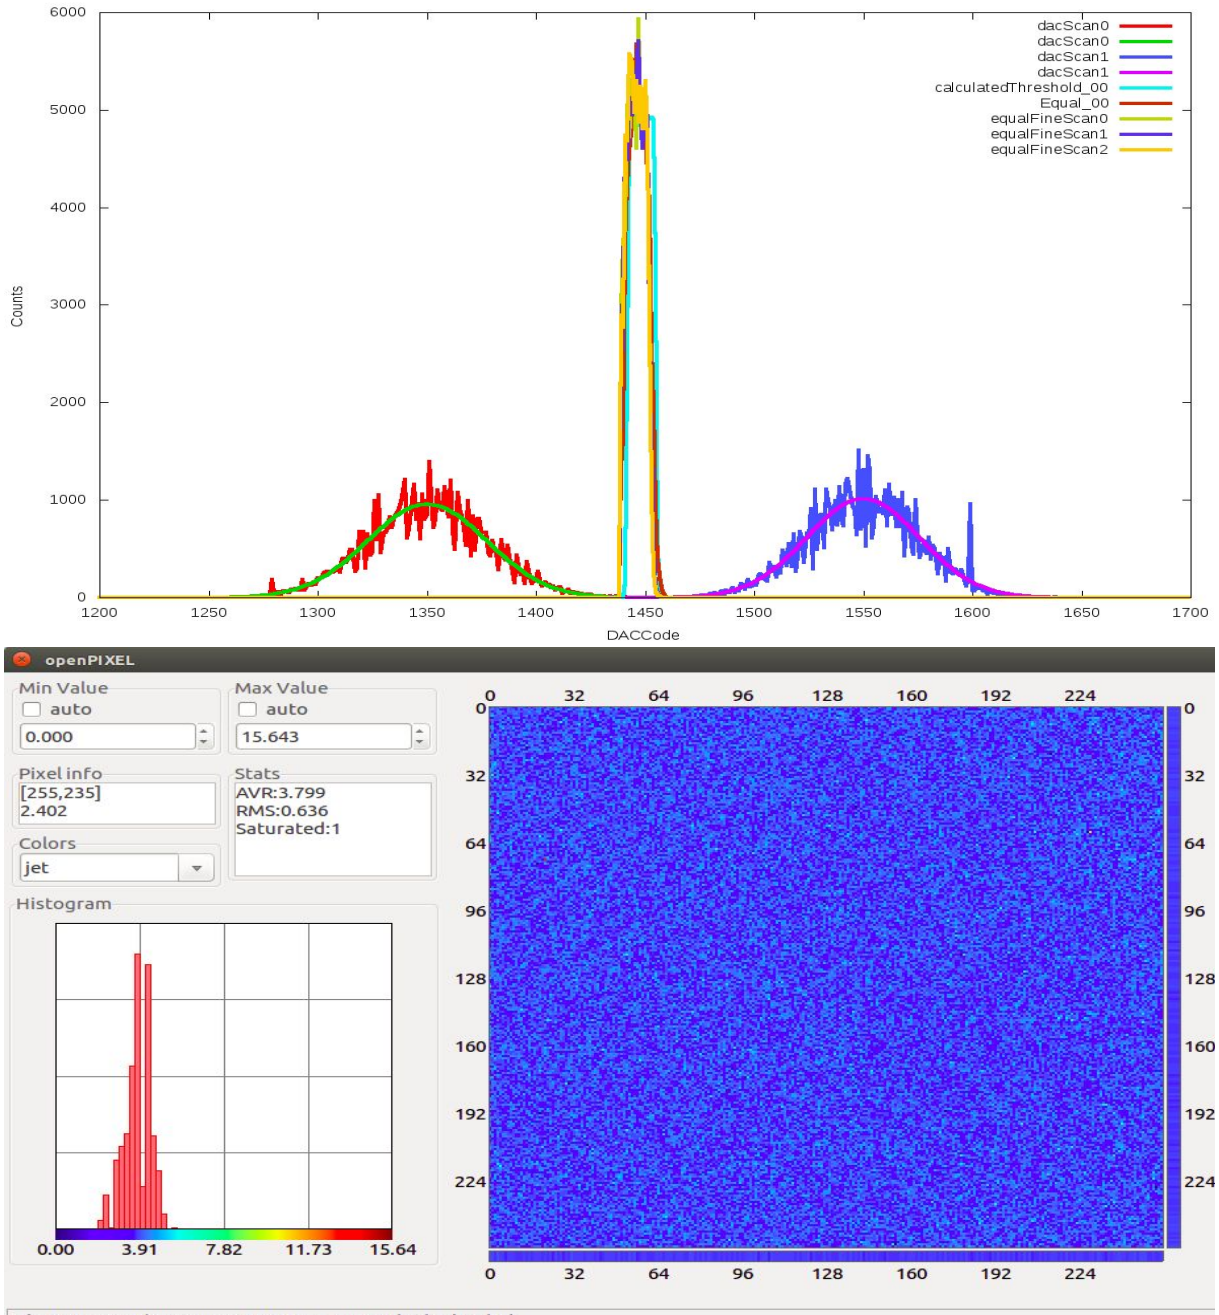 6000
5000
4000
3000
2000
1000
0
Counts
dacScan0
dacScan0
dacScan1
dacScan1
calculatedThreshold_00
Equal_00
equalFineScan0
equalFineScan1
equalFineScan2
1200 1250 1300 1350 1400 1450 1500 1550 1600 1650 1700
DACCode
openPIXEL
Min Value
auto
0.000
Max Value
auto
15.643
Pixel info
[255,235]
2.402
Stats
AVR:3.799
RMS:0.636
Saturated:1
Colors
jet
Histogram
0.00 3.91 7.82 11.73 15.64
0 32 64 96 128 160 192 224
0
32
64
96
128
160
192
224
0
32
64
96
128
160
192
224
0 32 64 96 128 160 192 224